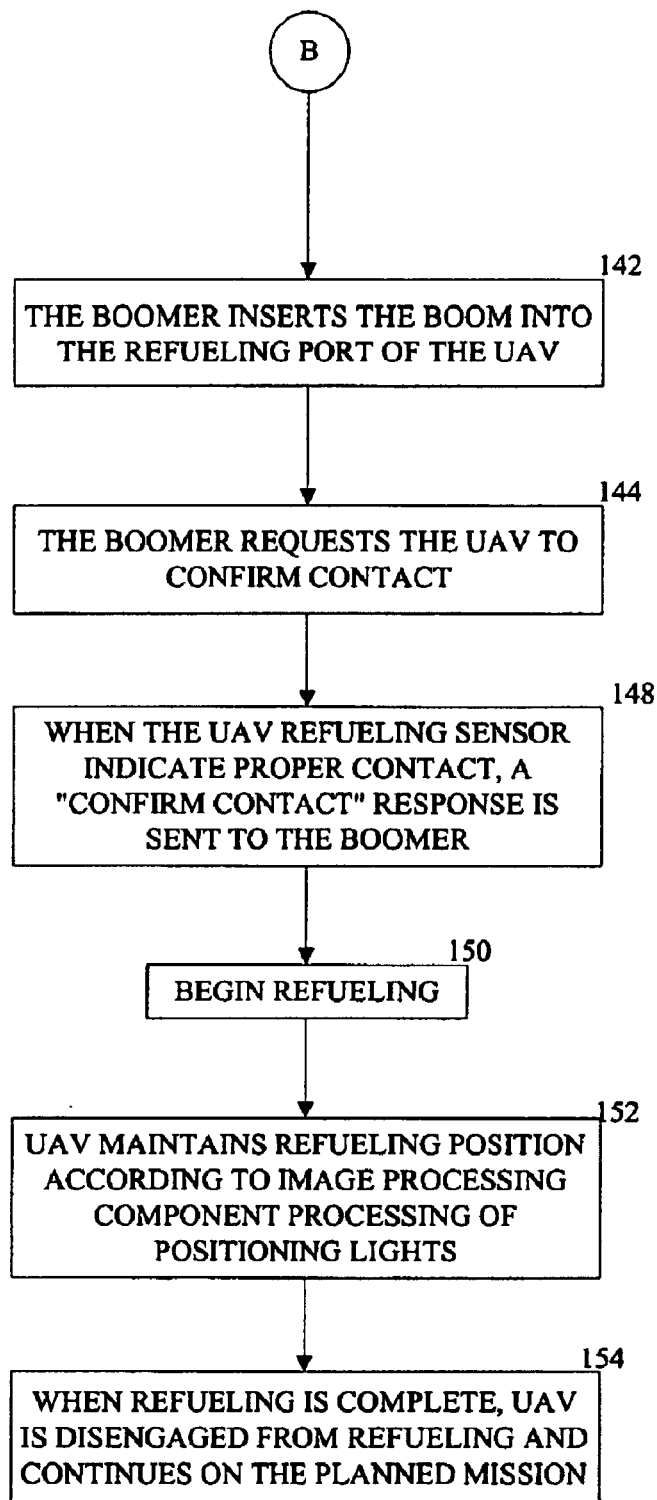 B
142
THE BOOMER INSERTS THE BOOM INTO
THE REFUELING PORT OF THE UAV
144
THE BOOMER REQUESTS THE UAV TO
CONFIRM CONTACT
148
WHEN THE UAV REFUELING SENSOR
INDICATE PROPER CONTACT, A
"CONFIRM CONTACT" RESPONSE IS
SENT TO THE BOOMER
150
BEGIN REFUELING
152
UAV MAINTAINS REFUELING POSITION
ACCORDING TO IMAGE PROCESSING
COMPONENT PROCESSING OF
POSITIONING LIGHTS
154
WHEN REFUELING IS COMPLETE, UAV
IS DISENGAGED FROM REFUELING AND
CONTINUES ON THE PLANNED MISSION